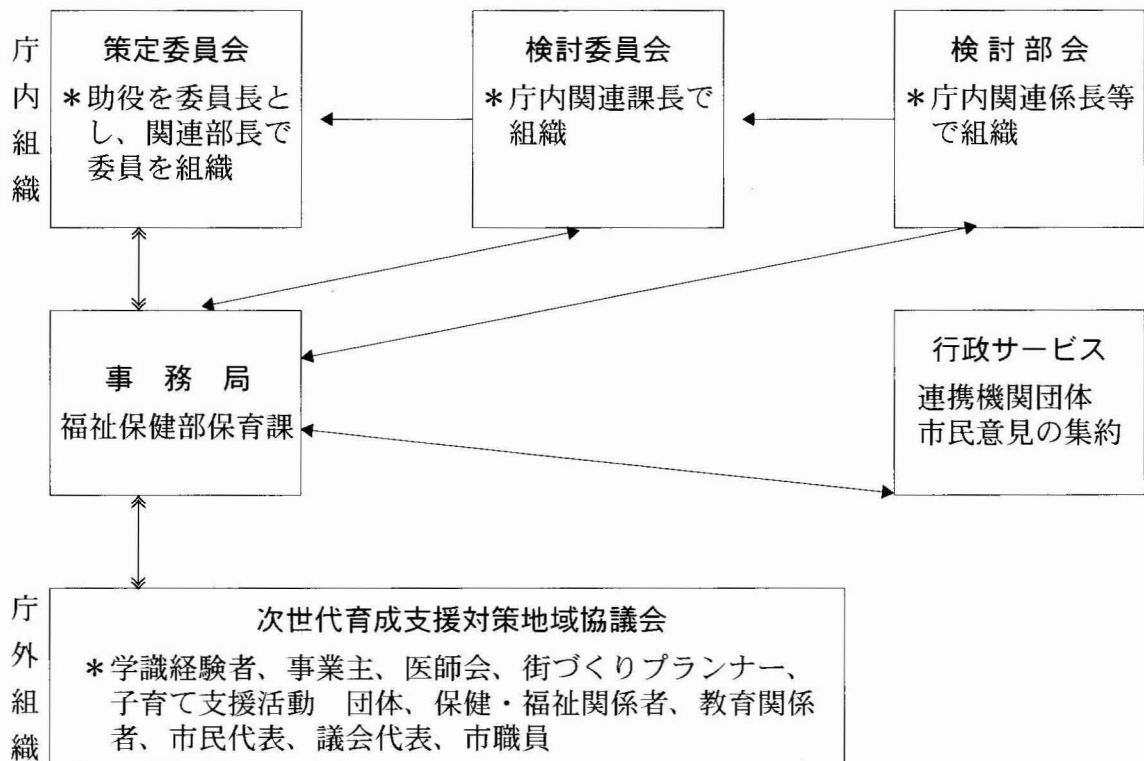 庁内組織
策定委員会
＊助役を委員長と
し、関連部長で
委員を組織
検討委員会
＊庁内関連課長で
組織
検討部会
＊庁内関連係長等
で組織
事　務　局
福祉保健部保育課
行政サービス
連携機関団体
市民意見の集約
庁外組織
次世代育成支援対策地域協議会
＊学識経験者、事業主、医師会、街づくりプランナー、
子育て支援活動　団体、保健・福祉関係者、教育関係
者、市民代表、議会代表、市職員